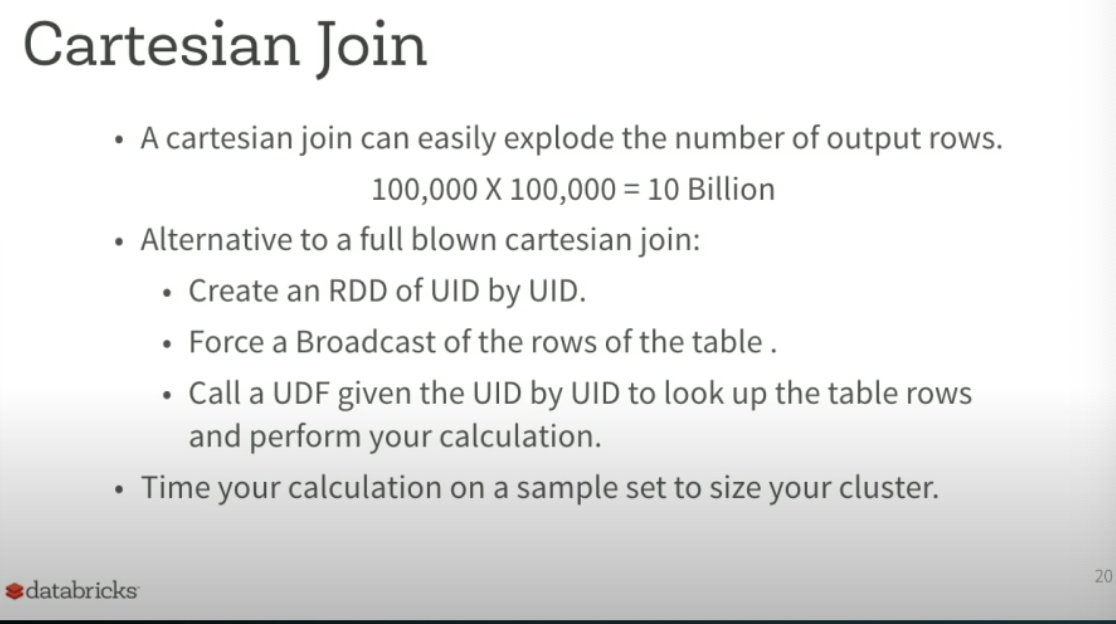 Cartesian Join
• A cartesian join can easily explode the number of output rows.
100,000 X 100,000 = 10 Billion
• Alternative to a full blown cartesian join:
• Create an RDD of UID by UID.
• Force a Broadcast of the rows of the table .
• Call a UDF given the UID by UID to look up the table rows
and perform your calculation.
• Time your calculation on a sample set to size your cluster.
databricks
20